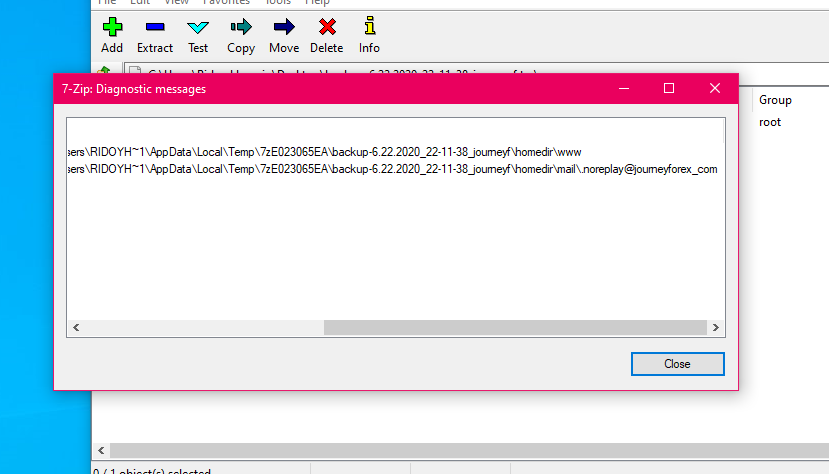 File Edit View Favorites Tools Help
Add Extract Test Copy Move Delete Info
7-Zip: Diagnostic messages
Group
root
sers\RIDOYH~1\AppData\Local\Temp\7zE023065EA\backup-6.22.2020_22-11-38_journeyf\homedir\www
sers\RIDOYH~1\AppData\Local\Temp\7zE023065EA\backup-6.22.2020_22-11-38_journeyf\homedir\mail\.noreplay@journeyforex_com
Close
0 / 1 object(s) selected